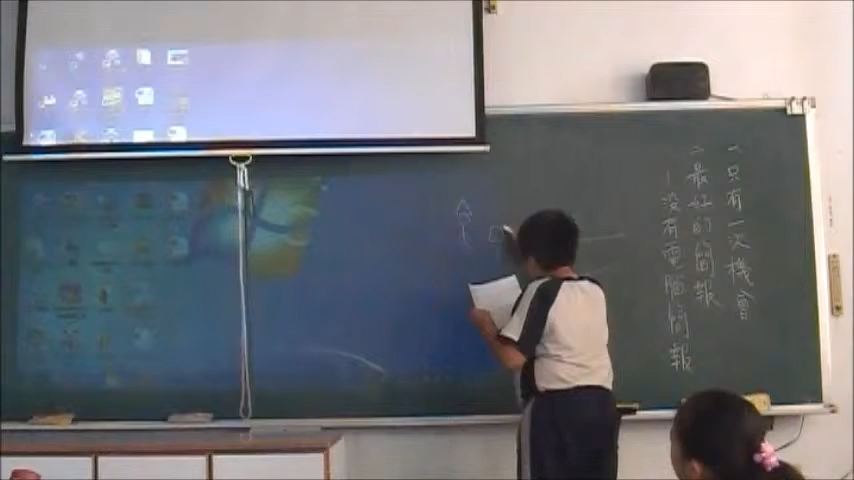 一 只有一次機會
二 最好的簡報
沒有電腦簡報